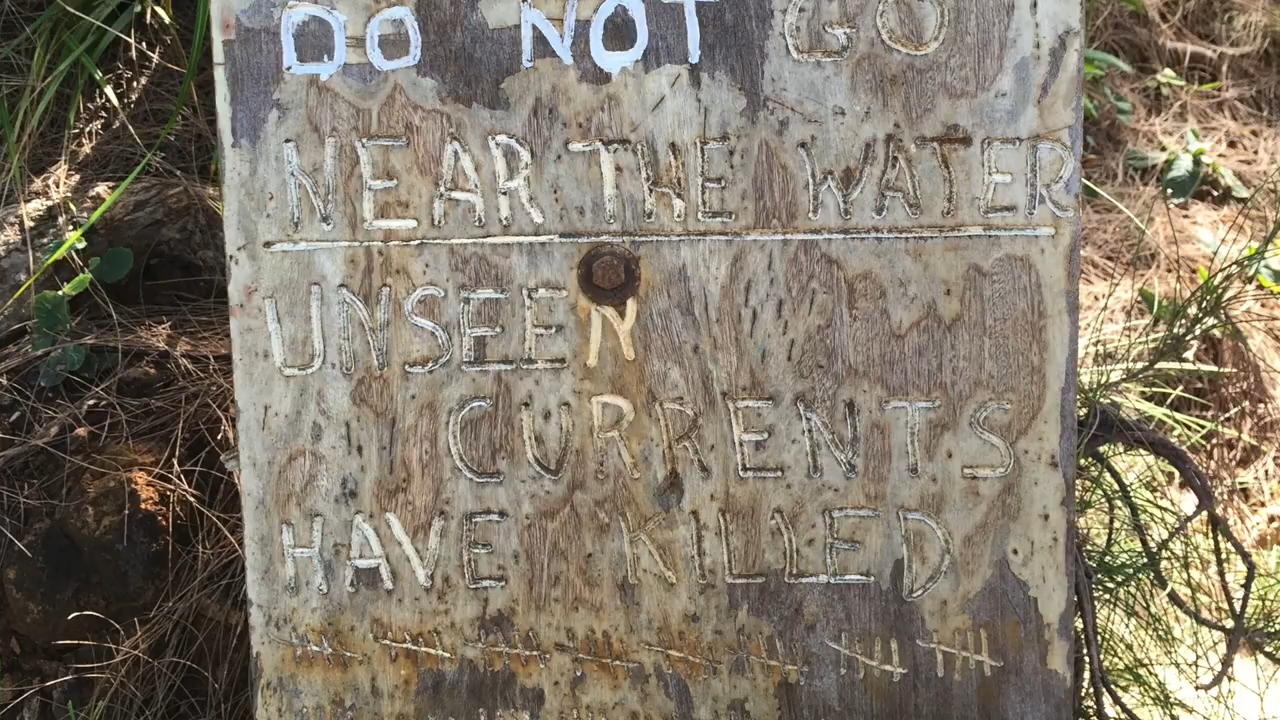 DO NOT GO
NEAR THE WATER
UNSEEN
CURRENTS
HAVE KILLED